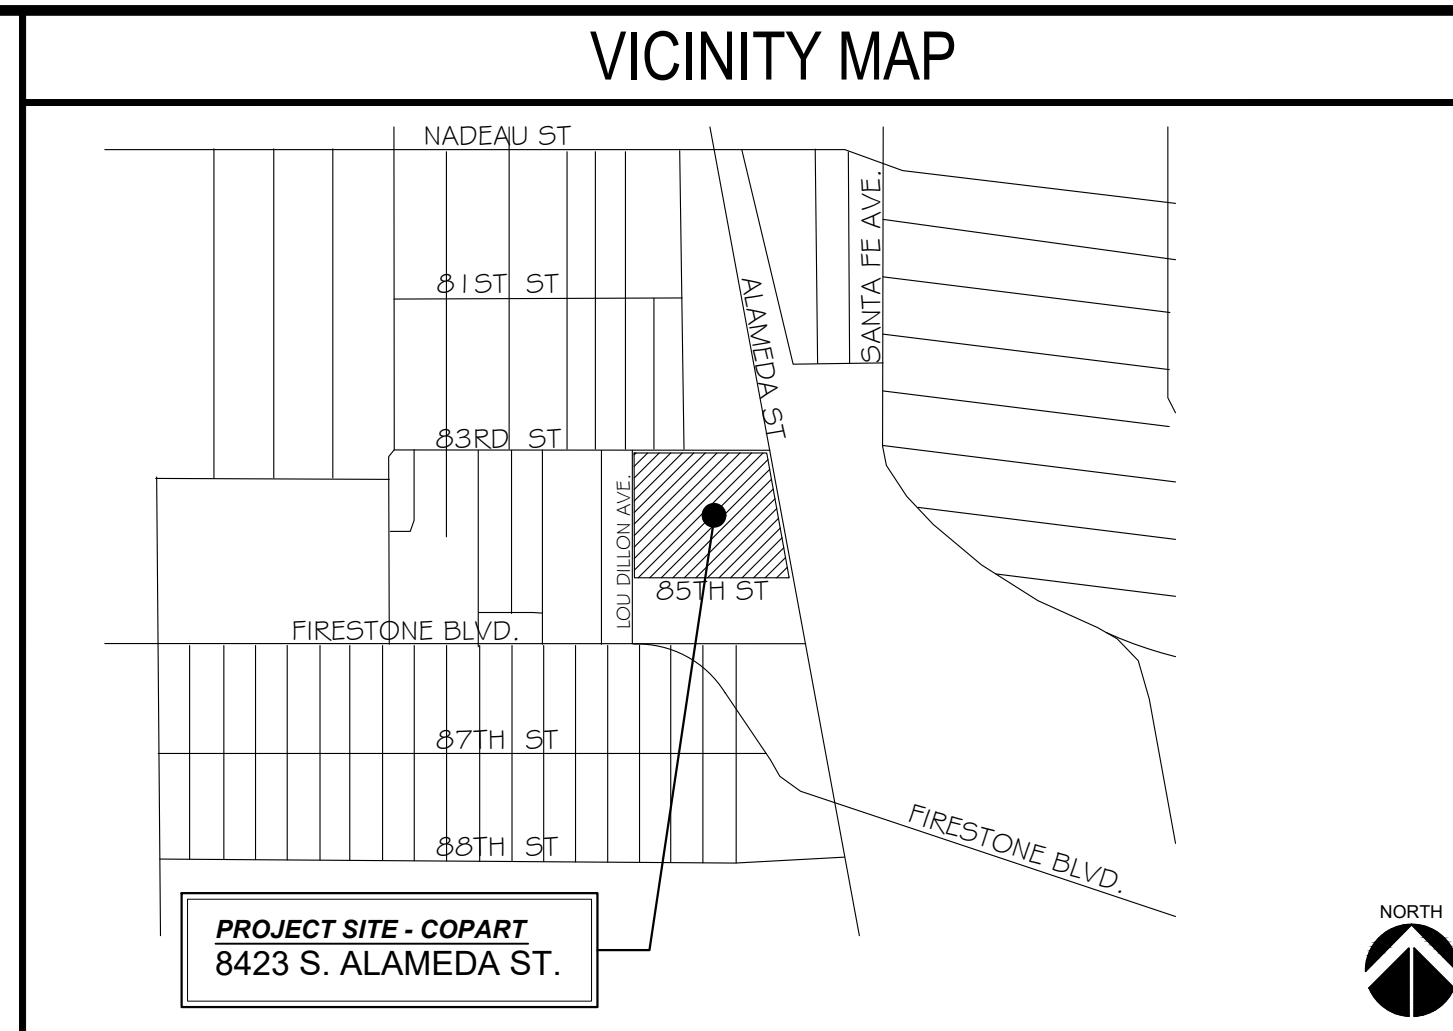 VICINITY MAP
NADEAU ST
SANTA FE AVE.
81ST ST
ALAMEDA ST
83RD ST
LOU DILLON AVE.
85TH ST
FIRESTONE BLVD.
87TH ST
FIRESTONE BLVD.
88TH ST
NORTH
PROJECT SITE - COPART
8423 S. ALAMEDA ST.